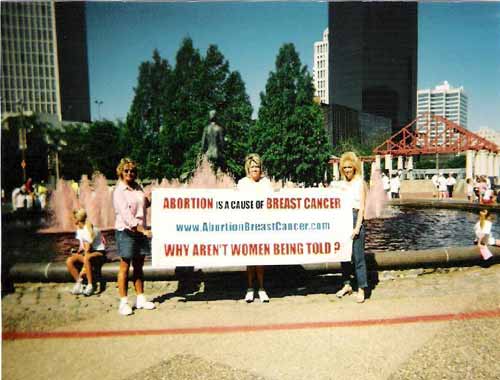 ABORTION IS A CAUSE OF BREAST CANCER
www.AbortionBreastCancer.com
WHY AREN'T WOMEN BEING TOLD ?